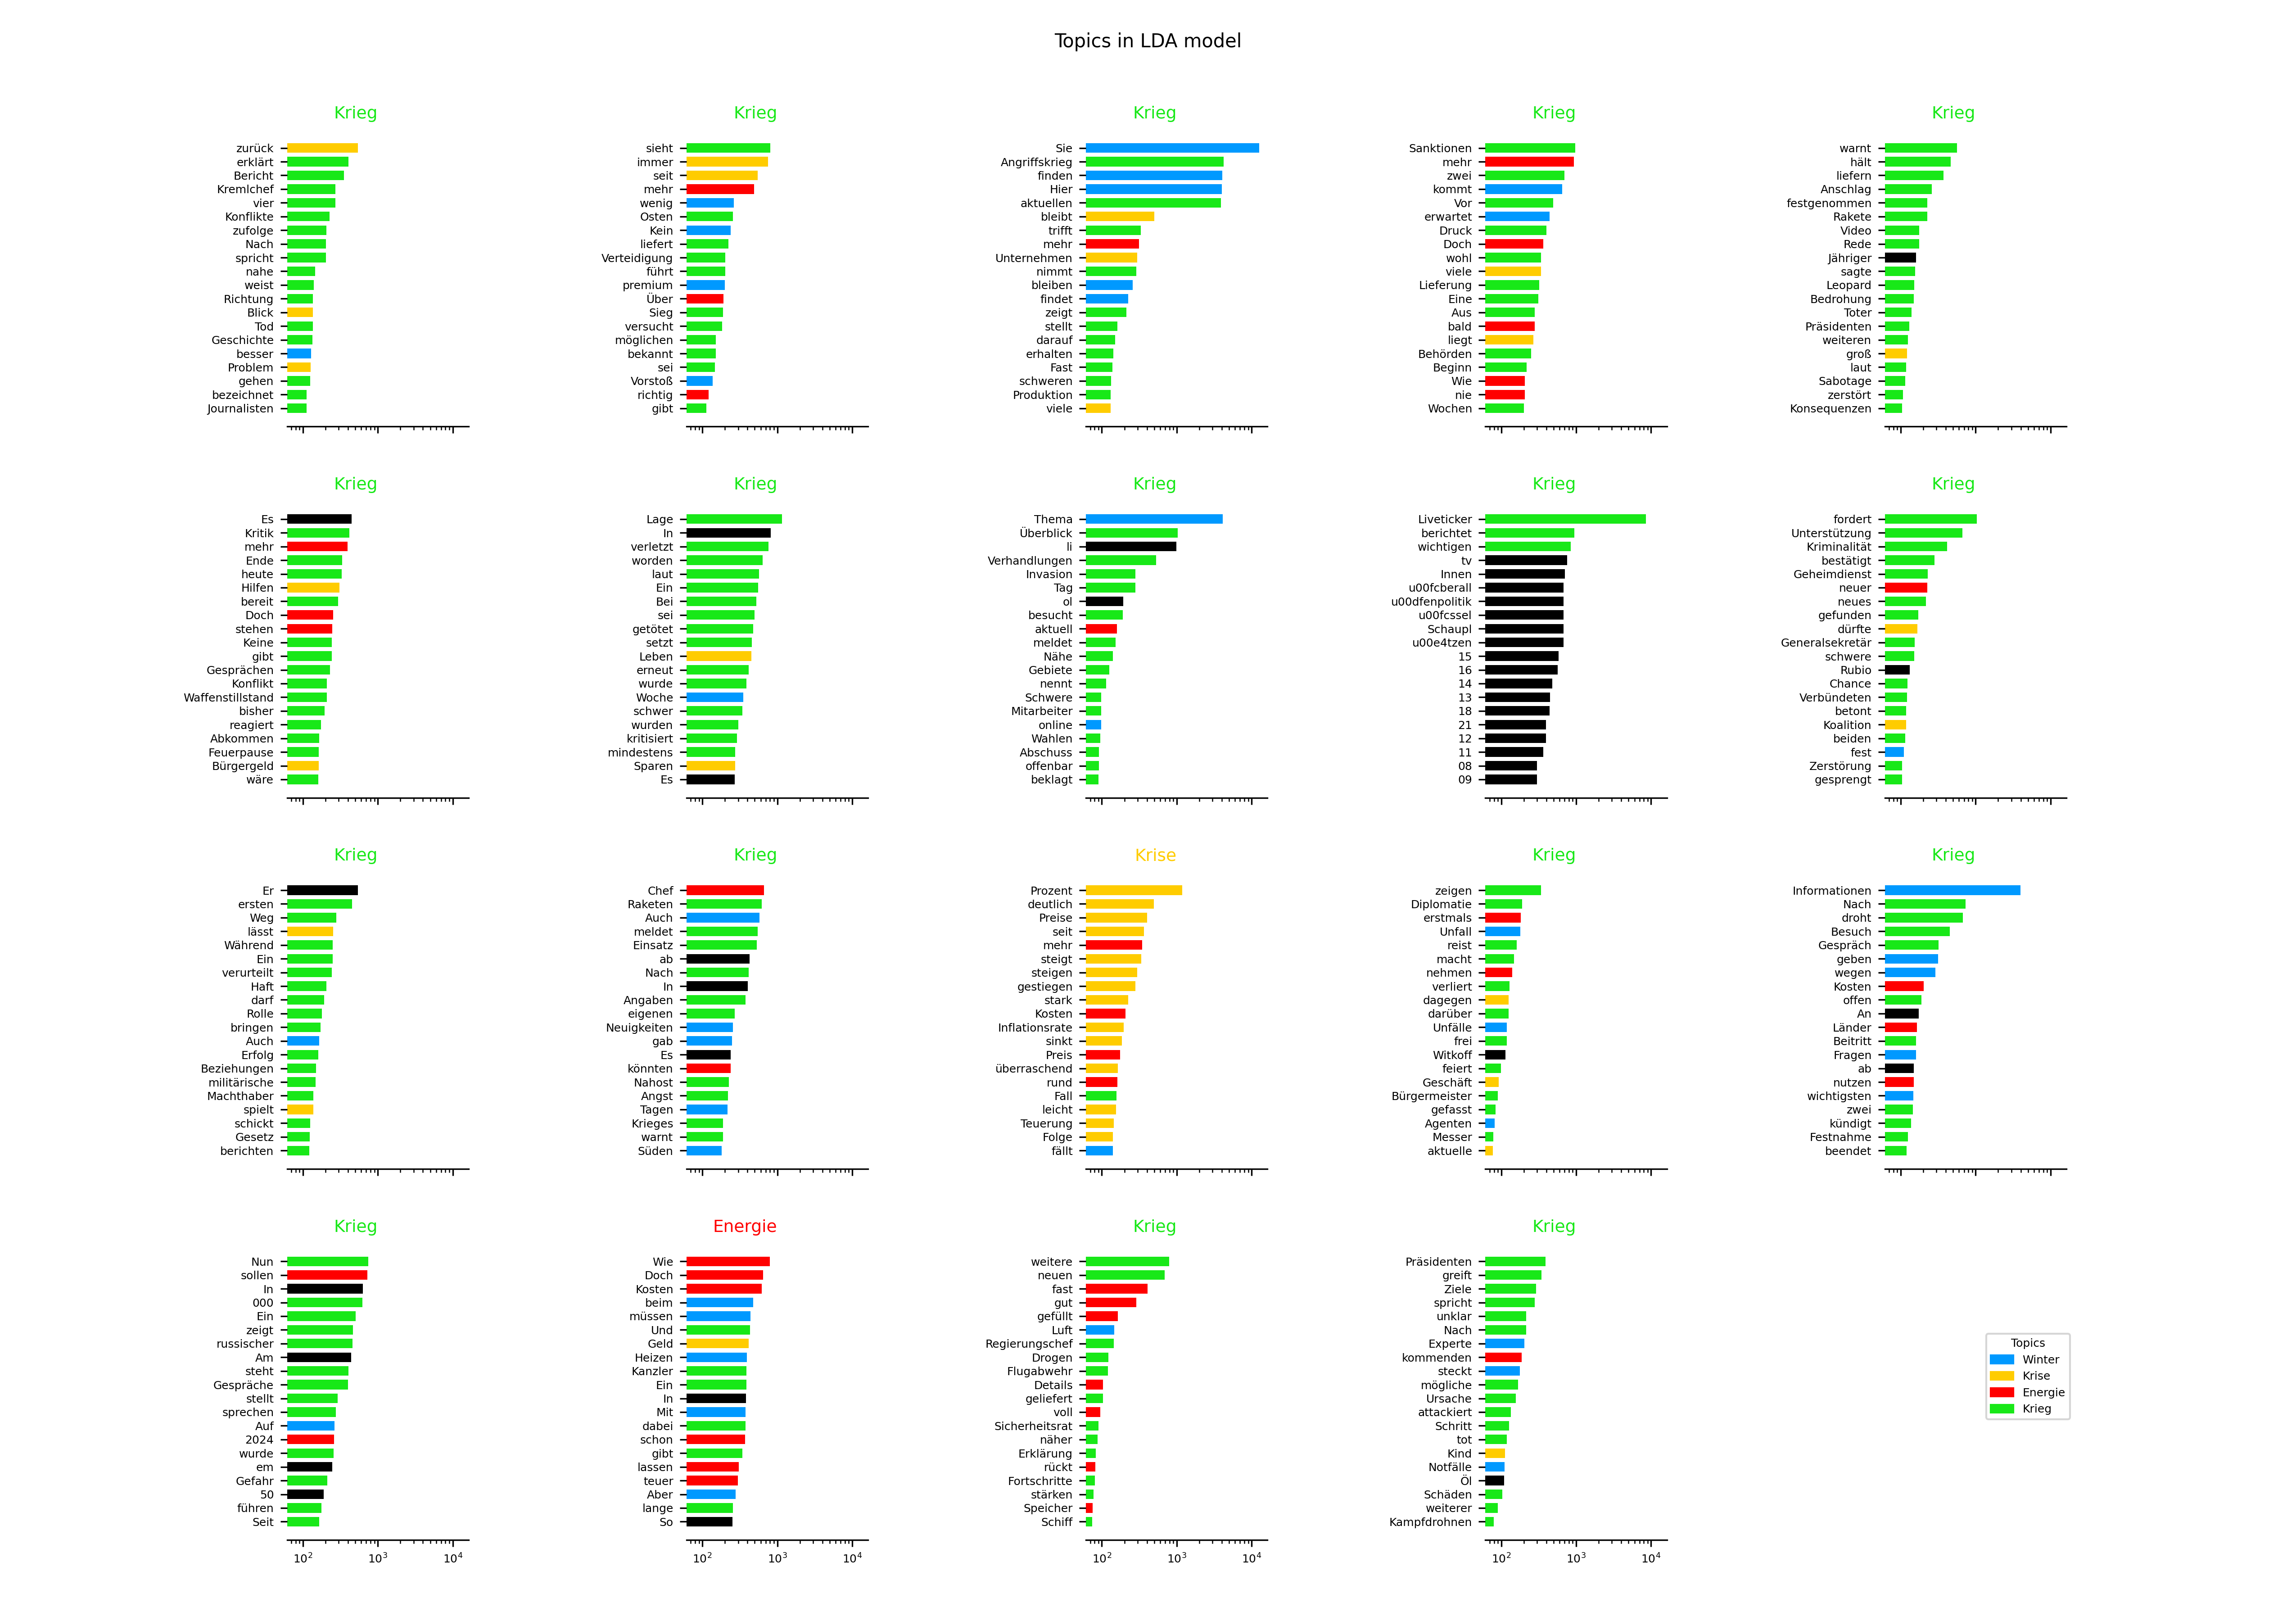 Topics in LDA model
Krieg
zurück
erklärt
Bericht
Kremlchef
vier
Konflikte
zufolge
Nach
spricht
nahe
weist
Richtung
Blick
Tod
Geschichte
besser
Problem
gehen
bezeichnet
Journalisten
Krieg
sieht
immer
seit
mehr
wenig
Osten
Kein
liefert
Verteidigung
führt
premium
Über
Sieg
versucht
möglichen
bekannt
sei
Vorstoß
richtig
gibt
Krieg
Sie
Angriffskrieg
finden
Hier
aktuellen
bleibt
trifft
mehr
Unternehmen
nimmt
bleiben
findet
zeigt
stellt
darauf
erhalten
Fast
schweren
Produktion
viele
Krieg
Sanktionen
mehr
zwei
kommt
Vor
erwartet
Druck
Doch
wohl
viele
Lieferung
Eine
Aus
bald
liegt
Behörden
Beginn
Wie
nie
Wochen
Krieg
warnt
hält
liefern
Anschlag
festgenommen
Rakete
Video
Rede
Jähriger
sagte
Leopard
Bedrohung
Toter
Präsidenten
weiteren
groß
laut
Sabotage
zerstört
Konsequenzen
Krieg
Es
Kritik
mehr
Ende
heute
Hilfen
bereit
Doch
stehen
Keine
gibt
Gesprächen
Konflikt
Waffenstillstand
bisher
reagiert
Abkommen
Feuerpause
Bürgergeld
wäre
Krieg
Lage
In
verletzt
worden
laut
Ein
Bei
sei
getötet
setzt
Leben
erneut
wurde
Woche
schwer
wurden
kritisiert
mindestens
Sparen
Es
Krieg
Thema
Überblick
li
Verhandlungen
Invasion
Tag
ol
besucht
aktuell
meldet
Nähe
Gebiete
nennt
Schwere
Mitarbeiter
online
Wahlen
Abschuss
offenbar
beklagt
Krieg
Liveticker
berichtet
wichtigen
tv
Innen
u00fcberall
u00dfenpolitik
u00fcssel
Schaupl
u00e4tzen
15
16
14
13
18
21
12
11
08
09
Krieg
fordert
Unterstützung
Kriminalität
bestätigt
Geheimdienst
neuer
neues
gefunden
dürfte
Generalsekretär
schwere
Rubio
Chance
Verbündeten
betont
Koalition
beiden
fest
Zerstörung
gesprengt
Krieg
Er
ersten
Weg
lässt
Während
Ein
verurteilt
Haft
darf
Rolle
bringen
Auch
Erfolg
Beziehungen
militärische
Machthaber
spielt
schickt
Gesetz
berichten
Krieg
Chef
Raketen
Auch
meldet
Einsatz
ab
Nach
In
Angaben
eigenen
Neuigkeiten
gab
Es
könnten
Nahost
Angst
Tagen
Krieges
warnt
Süden
Krise
Prozent
deutlich
Preise
seit
mehr
steigt
steigen
gestiegen
stark
Kosten
Inflationsrate
sinkt
Preis
überraschend
rund
Fall
leicht
Teuerung
Folge
fällt
Krieg
zeigen
Diplomatie
erstmals
Unfall
reist
macht
nehmen
verliert
dagegen
darüber
Unfälle
frei
Witkoff
feiert
Geschäft
Bürgermeister
gefasst
Agenten
Messer
aktuelle
Krieg
Informationen
Nach
droht
Besuch
Gespräch
geben
wegen
Kosten
offen
An
Länder
Beitritt
Fragen
ab
nutzen
wichtigsten
zwei
kündigt
Festnahme
beendet
Krieg
Nun
sollen
In
000
Ein
zeigt
russischer
Am
steht
Gespräche
stellt
sprechen
Auf
2024
wurde
em
Gefahr
50
führen
Seit
10² 10³ 10⁴
Energie
Wie
Doch
Kosten
beim
müssen
Und
Geld
Heizen
Kanzler
Ein
In
Mit
dabei
schon
gibt
lassen
teuer
Aber
lange
So
10² 10³ 10⁴
Krieg
weitere
neuen
fast
gut
gefüllt
Luft
Regierungschef
Drogen
Flugabwehr
Details
geliefert
voll
Sicherheitsrat
näher
Erklärung
rückt
Fortschritte
stärken
Speicher
Schiff
10² 10³ 10⁴
Krieg
Präsidenten
greift
Ziele
spricht
unklar
Nach
Experte
kommenden
steckt
mögliche
Ursache
attackiert
Schritt
tot
Kind
Notfälle
Öl
Schäden
weiterer
Kampfdrohnen
10² 10³ 10⁴
Topics
Winter
Krise
Energie
Krieg